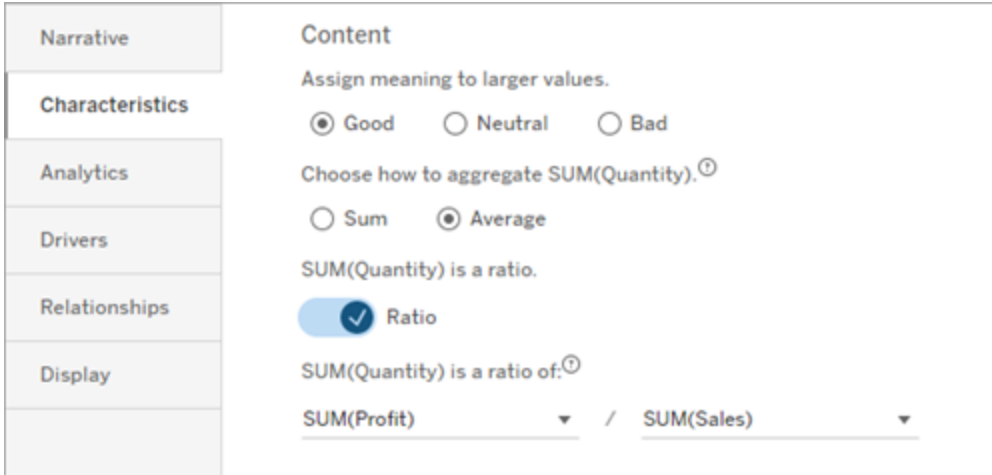 Narrative
Characteristics
Analytics
Drivers
Relationships
Display
Content
Assign meaning to larger values.
Good Neutral Bad
Choose how to aggregate SUM(Quantity).
Sum Average
SUM(Quantity) is a ratio.
Ratio
SUM(Quantity) is a ratio of:
SUM(Profit) / SUM(Sales)